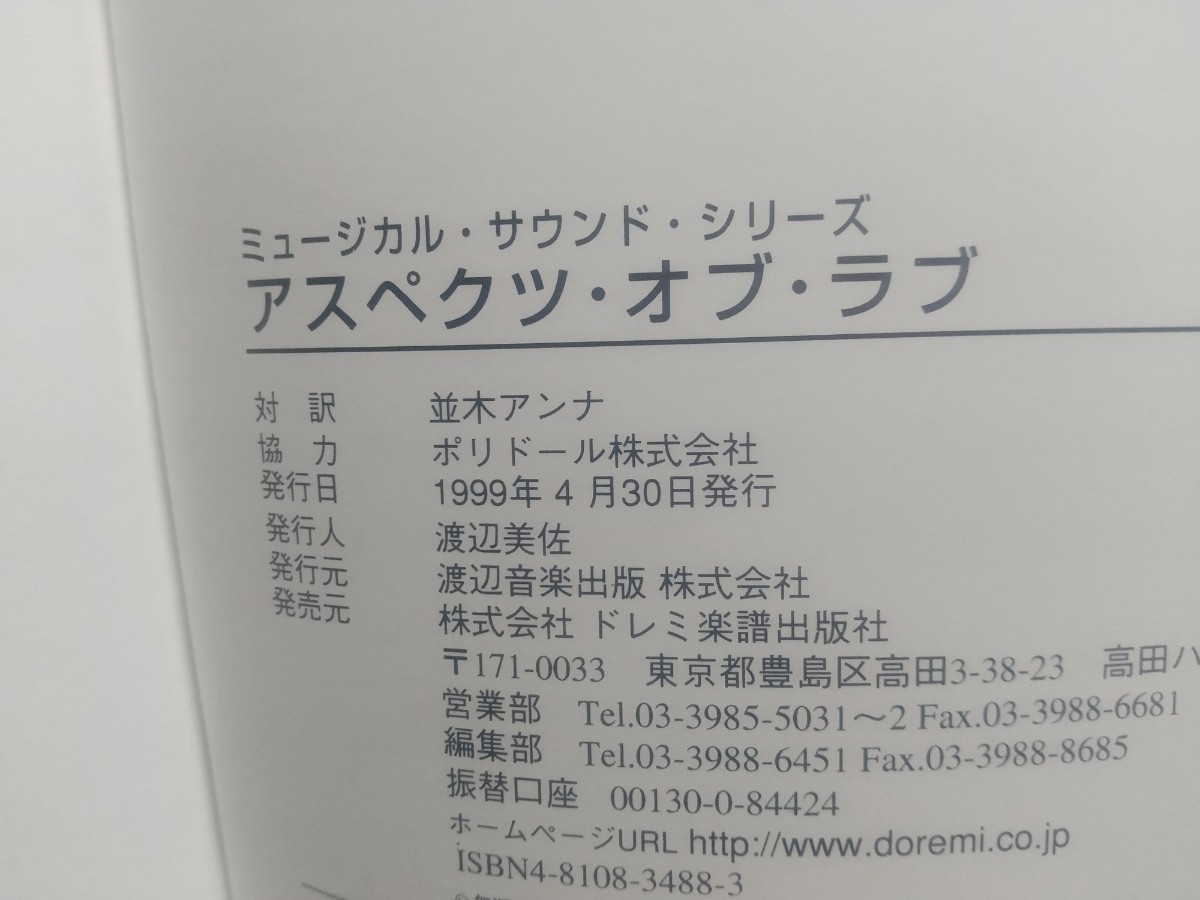 ミュージカル・サウンド・シリーズ
アスペクツ・オブ・ラブ
対 訳 並木アンナ
協 力 ポリドール株式会社
発行日 1999年 4 月30日発行
発行人 渡辺美佐
発行元 渡辺音楽出版 株式会社
発売元 株式会社 ドレミ楽譜出版社
〒171-0033 東京都豊島区高田3-38-23 高田ハ
営業部 Tel.03-3985-5031〜2 Fax.03-3988-6681
編集部 Tel.03-3988-6451 Fax.03-3988-8685
振替口座 00130-0-84424
ホームページURL http://www.doremi.co.jp
ISBN4-8108-3488-3